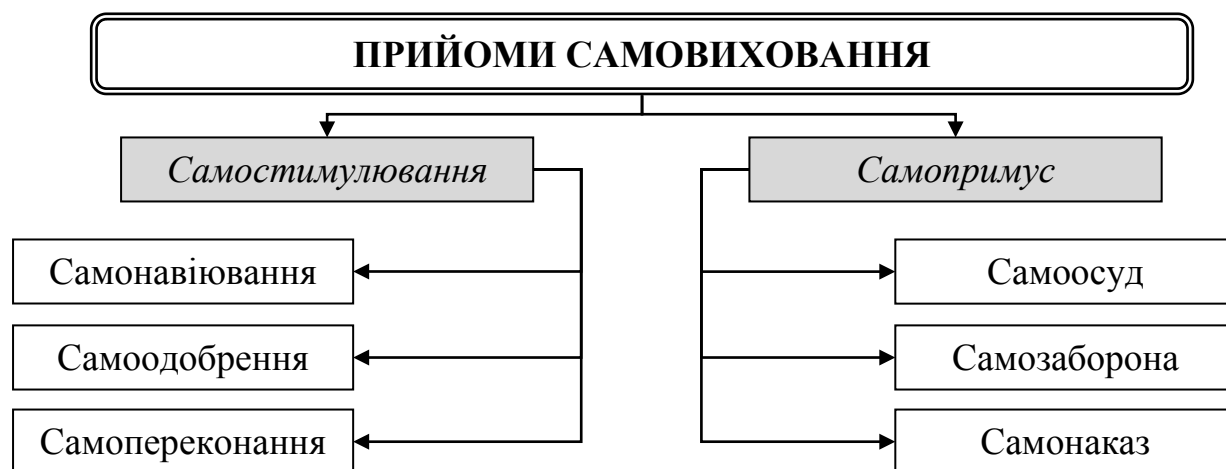 ПРИЙОМИ САМОВИХОВАННЯ
Самостимулювання
Самопримус
Самонавіювання
Самоосуд
Самоодобрення
Самозаборона
Самопереконання
Самонаказ